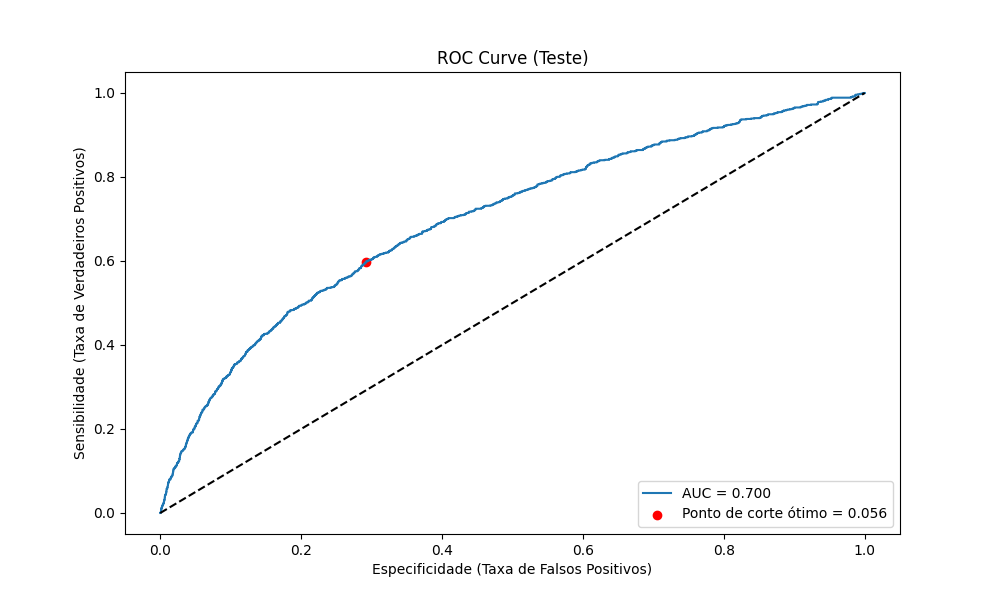 ROC Curve (Teste)
Sensibilidade (Taxa de Verdadeiros Positivos)
1.0
0.8
0.6
0.4
0.2
0.0
AUC = 0.700
Ponto de corte ótimo = 0.056
0.0 0.2 0.4 0.6 0.8 1.0
Especificidade (Taxa de Falsos Positivos)